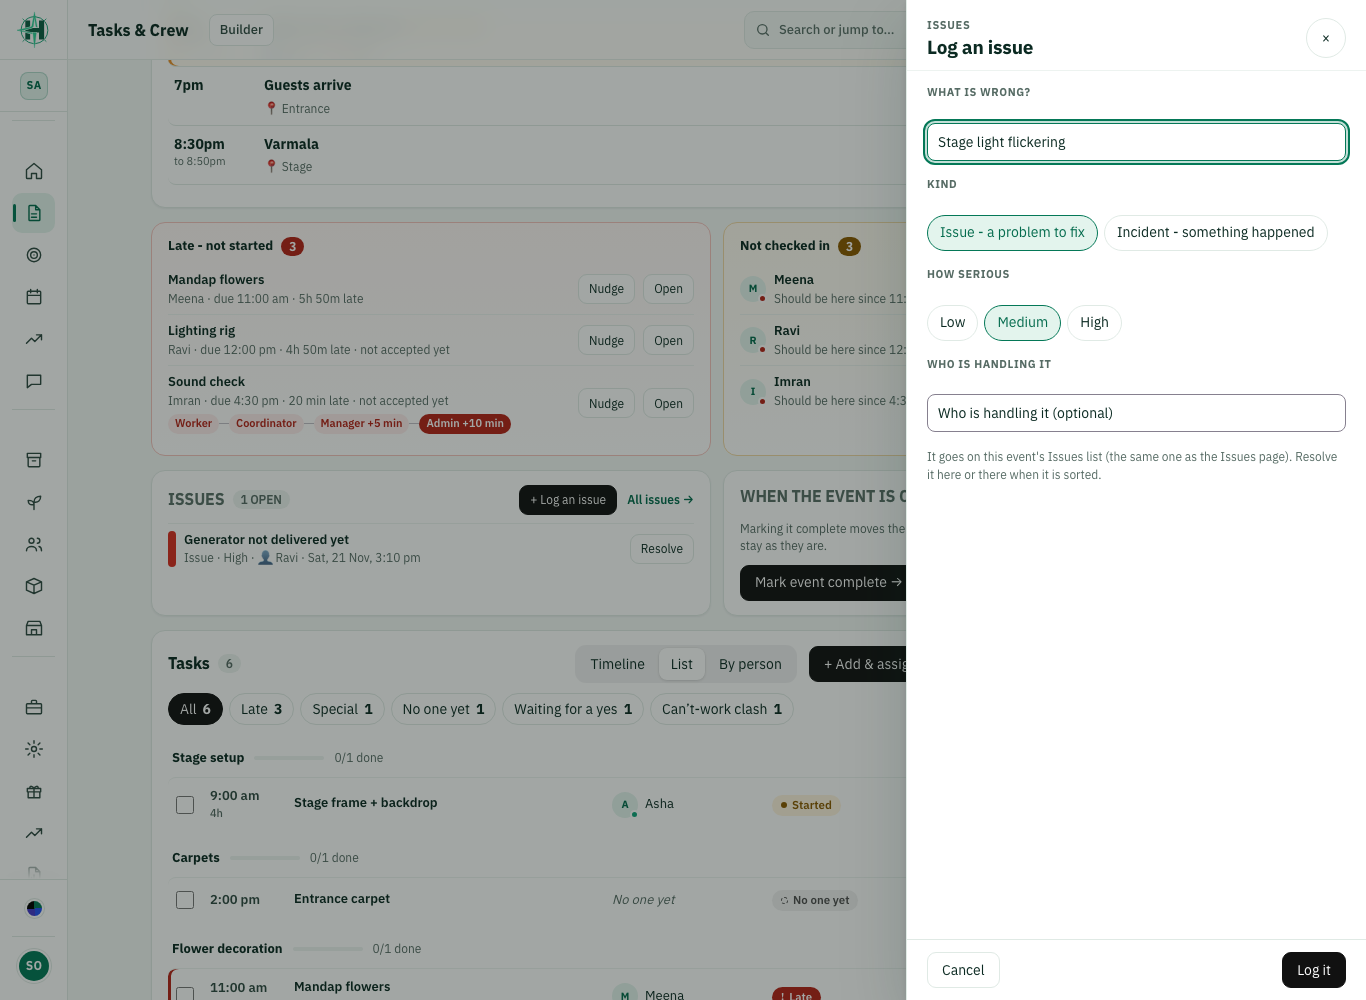 Tasks & Crew
Builder
Search or jump to...
SA
7pm
Guests arrive
Entrance
8:30pm
Varmala
to 8:50pm
Stage
Late - not started 3
Mandap flowers
Meena · due 11:00 am · 5h 50m late
Nudge
Open
Lighting rig
Ravi · due 12:00 pm · 4h 50m late · not accepted yet
Nudge
Open
Sound check
Imran · due 4:30 pm · 20 min late · not accepted yet
Nudge
Open
Worker
Coordinator
Manager +5 min
Admin +10 min
Not checked in 3
M
Meena
Should be here since 11:
R
Ravi
Should be here since 12:
I
Imran
Should be here since 4:3
ISSUES 1 OPEN
+ Log an issue
All issues →
Generator not delivered yet
Issue · High · Ravi · Sat, 21 Nov, 3:10 pm
Resolve
WHEN THE EVENT IS
Marking it complete moves the
stay as they are.
Mark event complete →
Tasks 6
Timeline
List
By person
+ Add &
All 6
Late 3
Special 1
No one yet 1
Waiting for a yes 1
Can't-work clash 1
Stage setup
0/1 done
9:00 am
4h
Stage frame + backdrop
A
Asha
Started
Carpets
0/1 done
2:00 pm
Entrance carpet
No one yet
No one yet
Flower decoration
0/1 done
11:00 am
Mandap flowers
M
Meena
! Late
SO
ISSUES
Log an issue
×
WHAT IS WRONG?
Stage light flickering
KIND
Issue - a problem to fix
Incident - something happened
HOW SERIOUS
Low
Medium
High
WHO IS HANDLING IT
Who is handling it (optional)
It goes on this event's Issues list (the same one as the Issues page). Resolve
it here or there when it is sorted.
Cancel
Log it